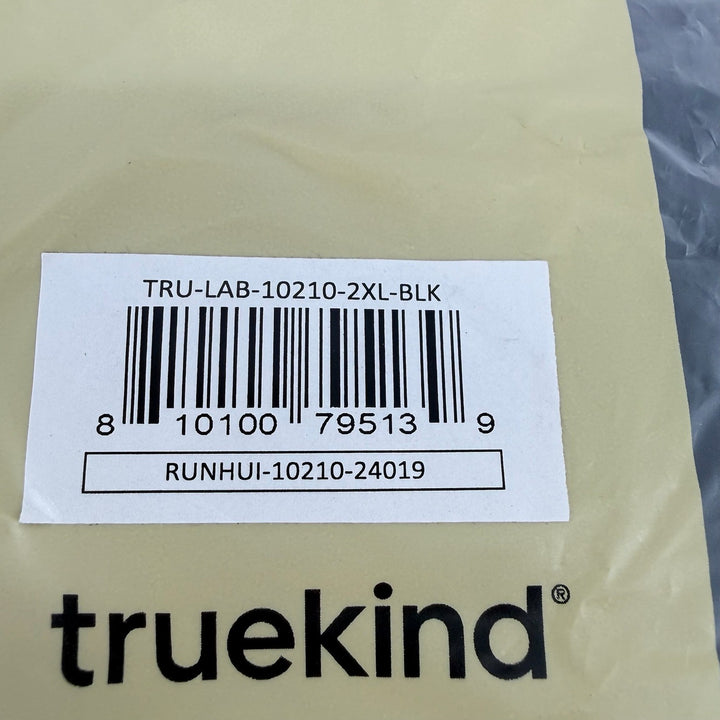 TRU-LAB-10210-2XL-BLK
8 10100 79513 9
RUNHUI-10210-24019
truekind®